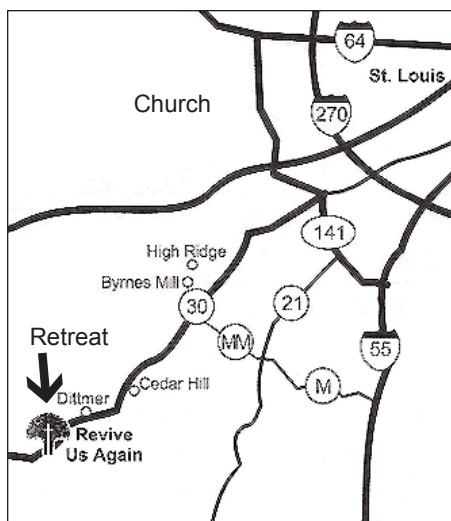 64
St. Louis
Church
270
141
High Ridge
Byrnes Mill
30
21
MM
Retreat
55
M
Cedar Hill
Dittmer
Revive
Us Again